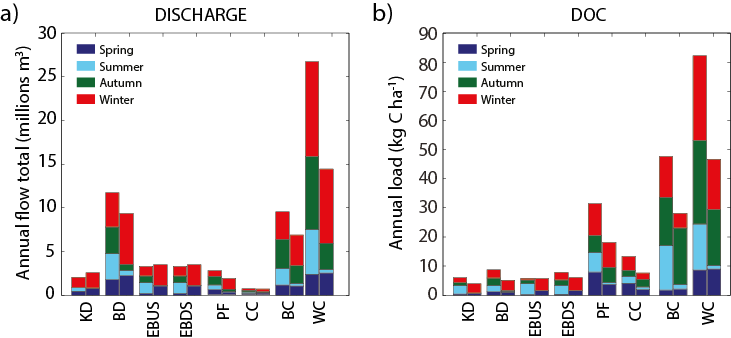 a) DISCHARGE
Annual flow total (millions m³)
30
25
20
15
10
5
0
Spring
Summer
Autumn
Winter
KD BD EBUS EBDS PF CC BC WC
b) DOC
Annual load (kg C ha⁻¹)
90
80
70
60
50
40
30
20
10
0
Spring
Summer
Autumn
Winter
KD BD EBUS EBDS PF CC BC WC